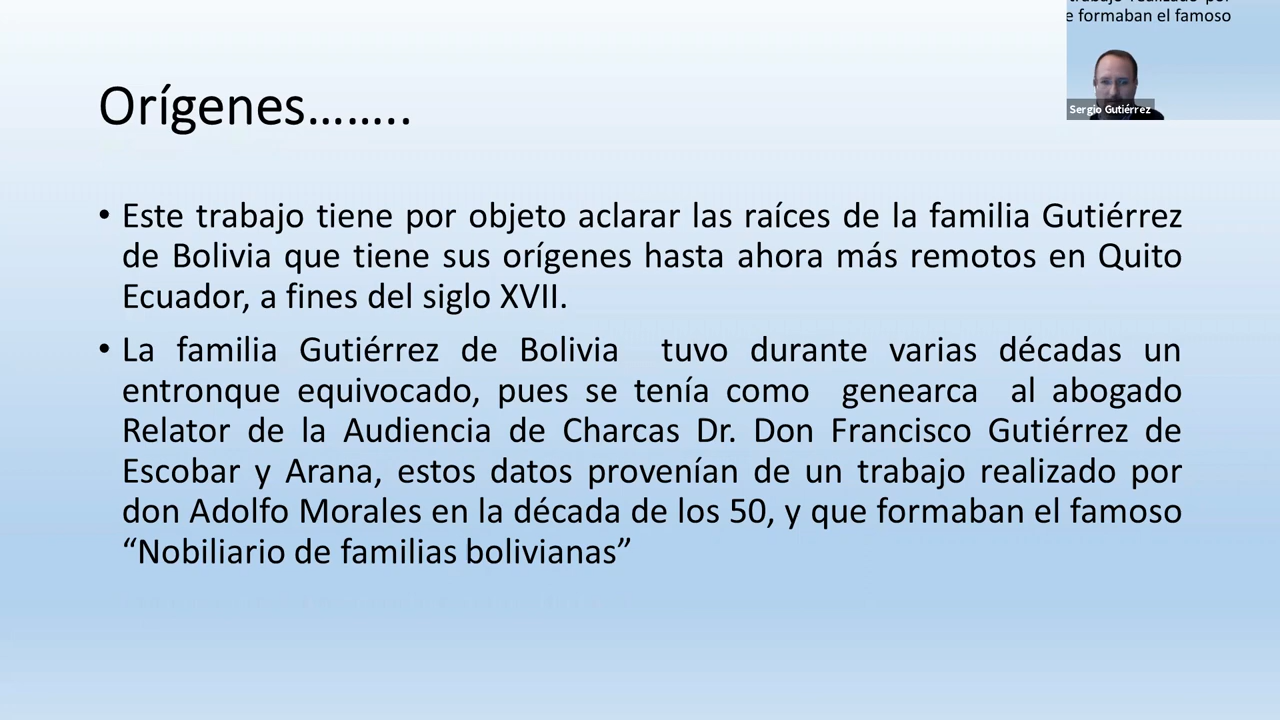 e formaban el famoso
Sergio Gutiérrez
Orígenes……..
• Este trabajo tiene por objeto aclarar las raíces de la familia Gutiérrez
de Bolivia que tiene sus orígenes hasta ahora más remotos en Quito
Ecuador, a fines del siglo XVII.
• La familia Gutiérrez de Bolivia tuvo durante varias décadas un
entronque equivocado, pues se tenía como genearca al abogado
Relator de la Audiencia de Charcas Dr. Don Francisco Gutiérrez de
Escobar y Arana, estos datos provenían de un trabajo realizado por
don Adolfo Morales en la década de los 50, y que formaban el famoso
“Nobiliario de familias bolivianas”